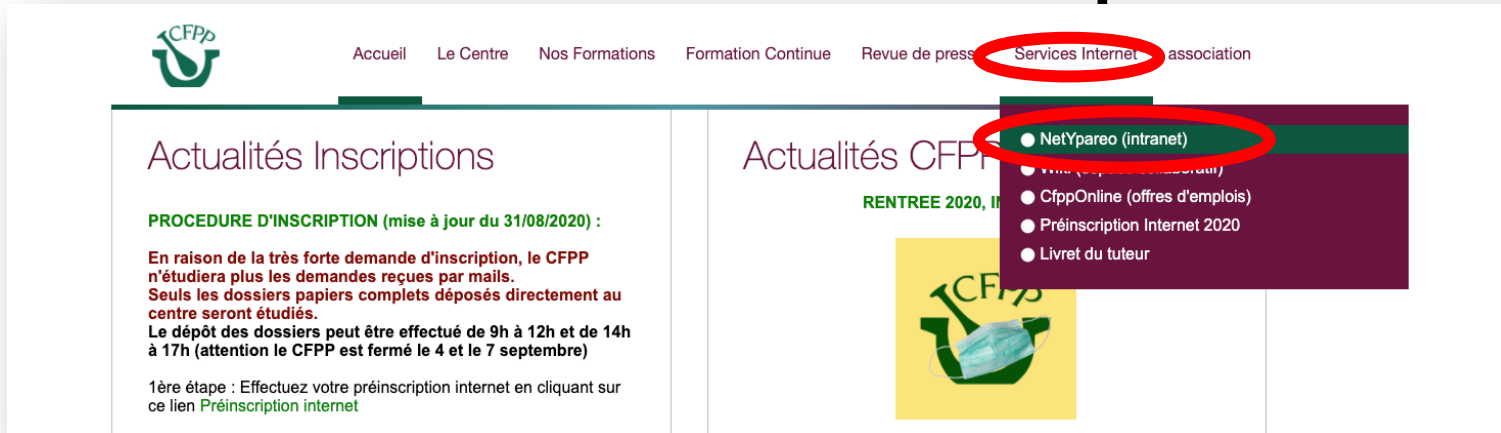 CFPP
Accueil Le Centre Nos Formations Formation Continue Revue de press Services Internet association
NetYpareo (intranet)
Wiki (espace collaboratif)
CfppOnline (offres d'emplois)
Préinscription Internet 2020
Livret du tuteur
Actualités Inscriptions
PROCEDURE D'INSCRIPTION (mise à jour du 31/08/2020) :
En raison de la très forte demande d'inscription, le CFPP
n'étudiera plus les demandes reçues par mails.
Seuls les dossiers papiers complets déposés directement au
centre seront étudiés.
Le dépôt des dossiers peut être effectué de 9h à 12h et de 14h
à 17h (attention le CFPP est fermé le 4 et le 7 septembre)
1ère étape : Effectuez votre préinscription internet en cliquant sur
ce lien Préinscription internet
Actualités CFPP
RENTREE 2020,
CFPP